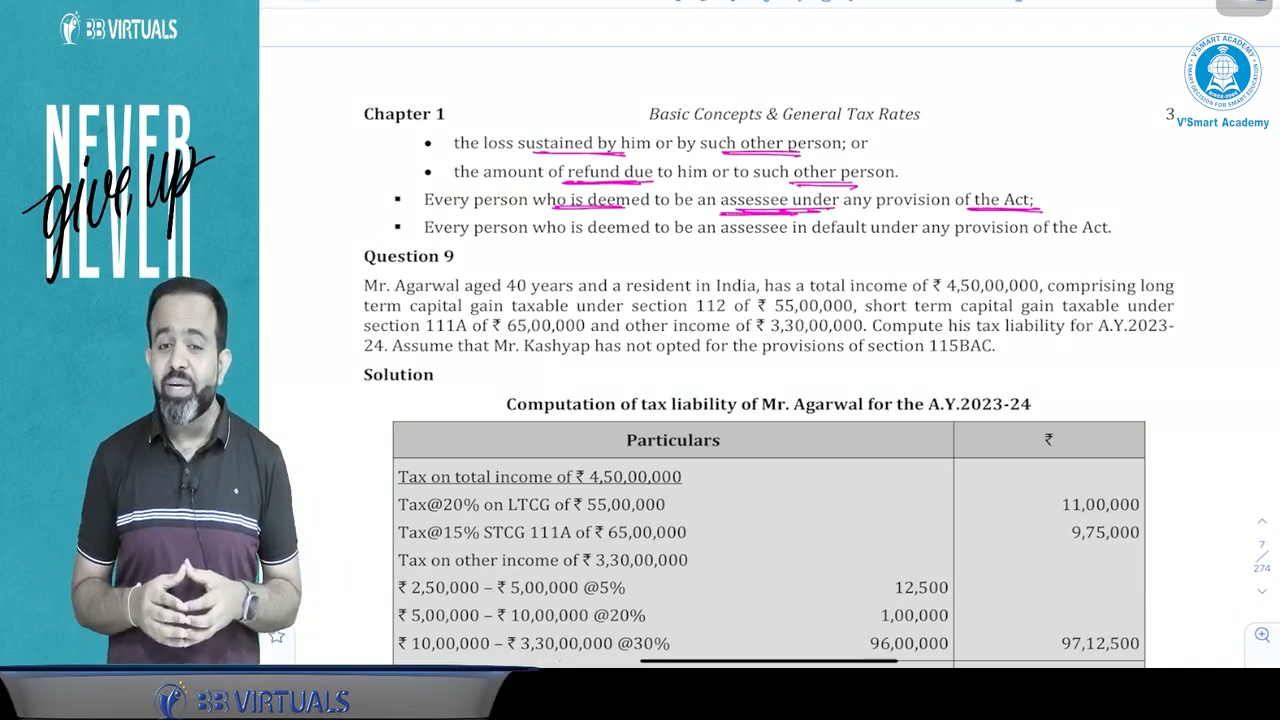 BB VIRTUALS
NEVER
give up
NEVER
V'SMART ACADEMY
SMART DECISION FOR SMART EDUCATION
V'Smart Academy
Chapter 1 Basic Concepts & General Tax Rates 3
• the loss sustained by him or by such other person; or
• the amount of refund due to him or to such other person.
▪ Every person who is deemed to be an assessee under any provision of the Act;
▪ Every person who is deemed to be an assessee in default under any provision of the Act.
Question 9
Mr. Agarwal aged 40 years and a resident in India, has a total income of ₹ 4,50,00,000, comprising long
term capital gain taxable under section 112 of ₹ 55,00,000, short term capital gain taxable under
section 111A of ₹ 65,00,000 and other income of ₹ 3,30,00,000. Compute his tax liability for A.Y.2023-
24. Assume that Mr. Kashyap has not opted for the provisions of section 115BAC.
Solution
Computation of tax liability of Mr. Agarwal for the A.Y.2023-24
Particulars ₹
Tax on total income of ₹ 4,50,00,000
Tax@20% on LTCG of ₹ 55,00,000 11,00,000
Tax@15% STCG 111A of ₹ 65,00,000 9,75,000
Tax on other income of ₹ 3,30,00,000
₹ 2,50,000 – ₹ 5,00,000 @5% 12,500
₹ 5,00,000 – ₹ 10,00,000 @20% 1,00,000
₹ 10,00,000 – ₹ 3,30,00,000 @30% 96,00,000 97,12,500
7
274
BB VIRTUALS